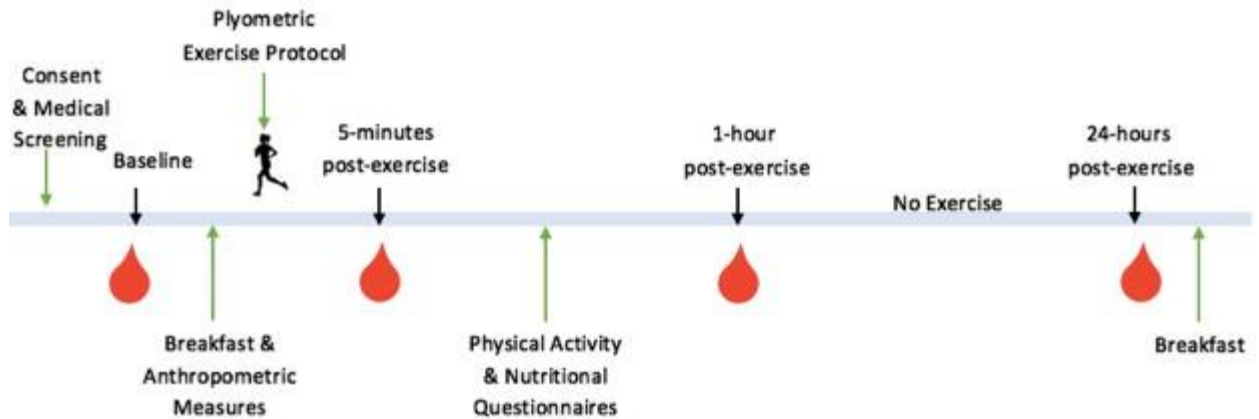 Plyometric
Exercise Protocol
Consent
& Medical
Screening
Baseline
5-minutes
post-exercise
1-hour
post-exercise
No Exercise
24-hours
post-exercise
Breakfast &
Anthropometric
Measures
Physical Activity
& Nutritional
Questionnaires
Breakfast